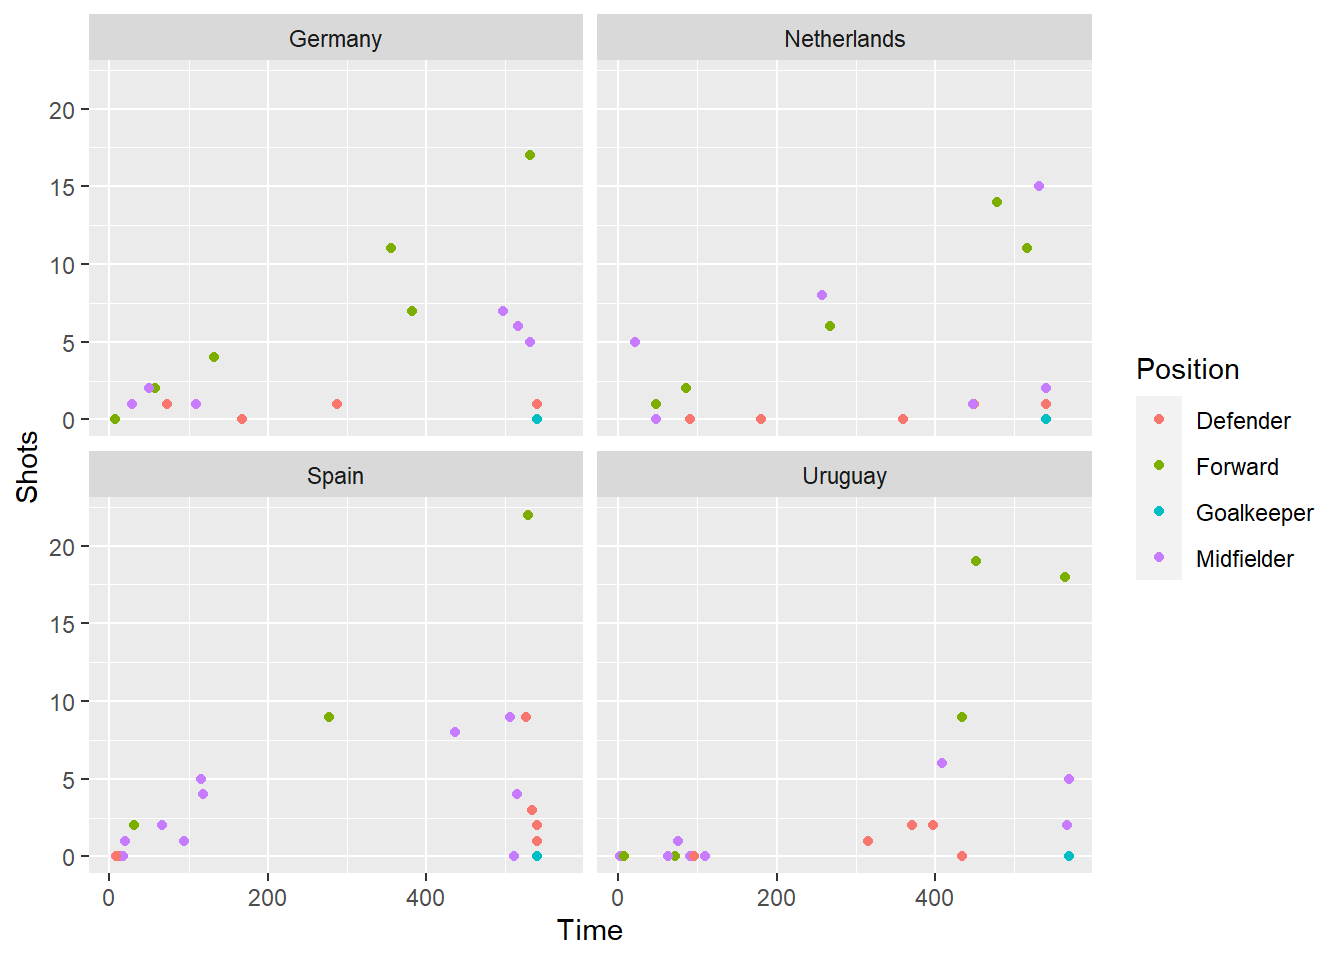 Germany
Netherlands
20
15
10
5
0
Spain
Uruguay
20
15
10
5
0
0
200
400
0
200
400
Time
Shots
Position
Defender
Forward
Goalkeeper
Midfielder